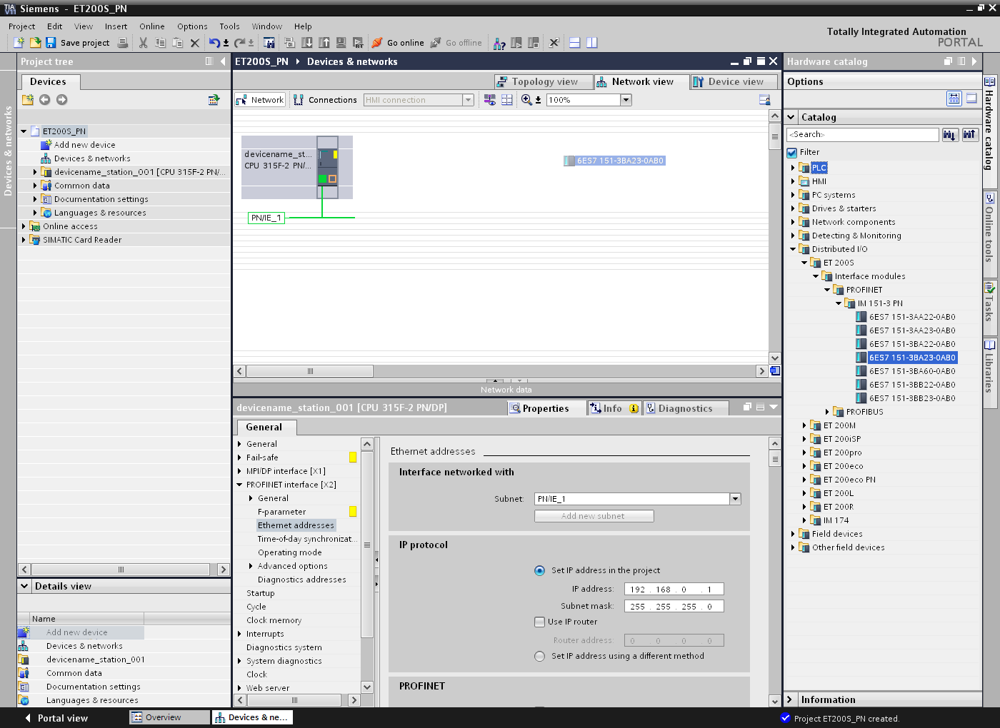 Siemens - ET200S_PN
Project Edit View Insert Online Options Tools Window Help
Totally Integrated Automation
PORTAL
Save project
Go online
Go offline
Project tree
Devices
ET200S_PN
Add new device
Devices & networks
devicename_station_001 [CPU 315F-2 PN/...
Common data
Documentation settings
Languages & resources
Online access
SIMATIC Card Reader
Details view
Name
Add new device
Devices & networks
devicename_station_001
Common data
Documentation settings
Languages & resources
Devices & networks
ET200S_PN
Devices & networks
Topology view
Network view
Device view
Network
Connections
HMI connection
100%
devicename_st...
CPU 315F-2 PN/...
6ES7 151-3BA23-0AB0
PN/IE_1
Network data
devicename_station_001 [CPU 315F-2 PN/DP]
Properties
Info
Diagnostics
General
General
Fail-safe
MPI/DP interface [X1]
PROFINET interface [X2]
General
F-parameter
Ethernet addresses
Time-of-day synchronizat...
Operating mode
Advanced options
Diagnostics addresses
Startup
Cycle
Clock memory
Interrupts
Diagnostics system
System diagnostics
Clock
Web server
Ethernet addresses
Interface networked with
Subnet: PN/IE_1
Add new subnet
IP protocol
Set IP address in the project
IP address: 192 . 168 . 0 . 1
Subnet mask: 255 . 255 . 255 . 0
Use IP router
Router address: 0 . 0 . 0 . 0
Set IP address using a different method
PROFINET
Hardware catalog
Options
Catalog
<Search>
Filter
PLC
HMI
PC systems
Drives & starters
Network components
Detecting & Monitoring
Distributed I/O
ET 200S
Interface modules
PROFINET
IM 151-3 PN
6ES7 151-3AA22-0AB0
6ES7 151-3AA23-0AB0
6ES7 151-3BA22-0AB0
6ES7 151-3BA23-0AB0
6ES7 151-3BA60-0AB0
6ES7 151-3BB22-0AB0
6ES7 151-3BB23-0AB0
PROFIBUS
ET 200M
ET 200iSP
ET 200pro
ET 200eco
ET 200eco PN
ET 200L
ET 200R
IM 174
Field devices
Other field devices
Information
Hardware catalog
Online tools
Tasks
Libraries
Portal view
Overview
Devices & ne...
Project ET200S_PN created.